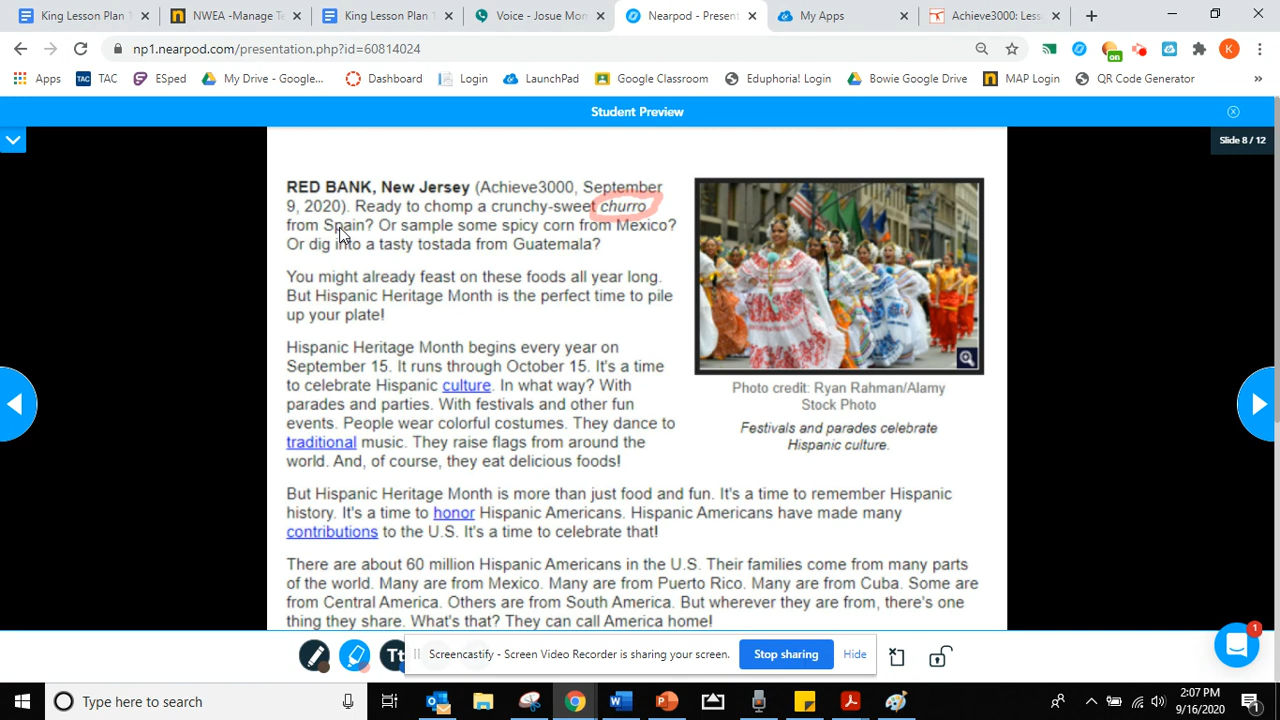 King Lesson Plan 1
NWEA -Manage Te
King Lesson Plan 1
Voice - Josue Mon
Nearpod - Present
My Apps
Achieve3000: Less
np1.nearpod.com/presentation.php?id=60814024
K
on
Apps
TAC
TAC
ESped
My Drive - Google...
Dashboard
Login
LaunchPad
Google Classroom
Eduphoria! Login
Bowie Google Drive
MAP Login
QR Code Generator
»
Student Preview
Slide 8 / 12
RED BANK, New Jersey (Achieve3000, September
9, 2020). Ready to chomp a crunchy-sweet churro
from Spain? Or sample some spicy corn from Mexico?
Or dig into a tasty tostada from Guatemala?
You might already feast on these foods all year long.
But Hispanic Heritage Month is the perfect time to pile
up your plate!
Hispanic Heritage Month begins every year on
September 15. It runs through October 15. It's a time
to celebrate Hispanic culture. In what way? With
parades and parties. With festivals and other fun
events. People wear colorful costumes. They dance to
traditional music. They raise flags from around the
world. And, of course, they eat delicious foods!
Photo credit: Ryan Rahman/Alamy
Stock Photo
Festivals and parades celebrate
Hispanic culture.
But Hispanic Heritage Month is more than just food and fun. It's a time to remember Hispanic
history. It's a time to honor Hispanic Americans. Hispanic Americans have made many
contributions to the U.S. It's a time to celebrate that!
There are about 60 million Hispanic Americans in the U.S. Their families come from many parts
of the world. Many are from Mexico. Many are from Puerto Rico. Many are from Cuba. Some are
from Central America. Others are from South America. But wherever they are from, there's one
thing they share. What's that? They can call America home!
Tt
Screencastify - Screen Video Recorder is sharing your screen.
Stop sharing
Hide
1
Type here to search
2:07 PM
9/16/2020
1